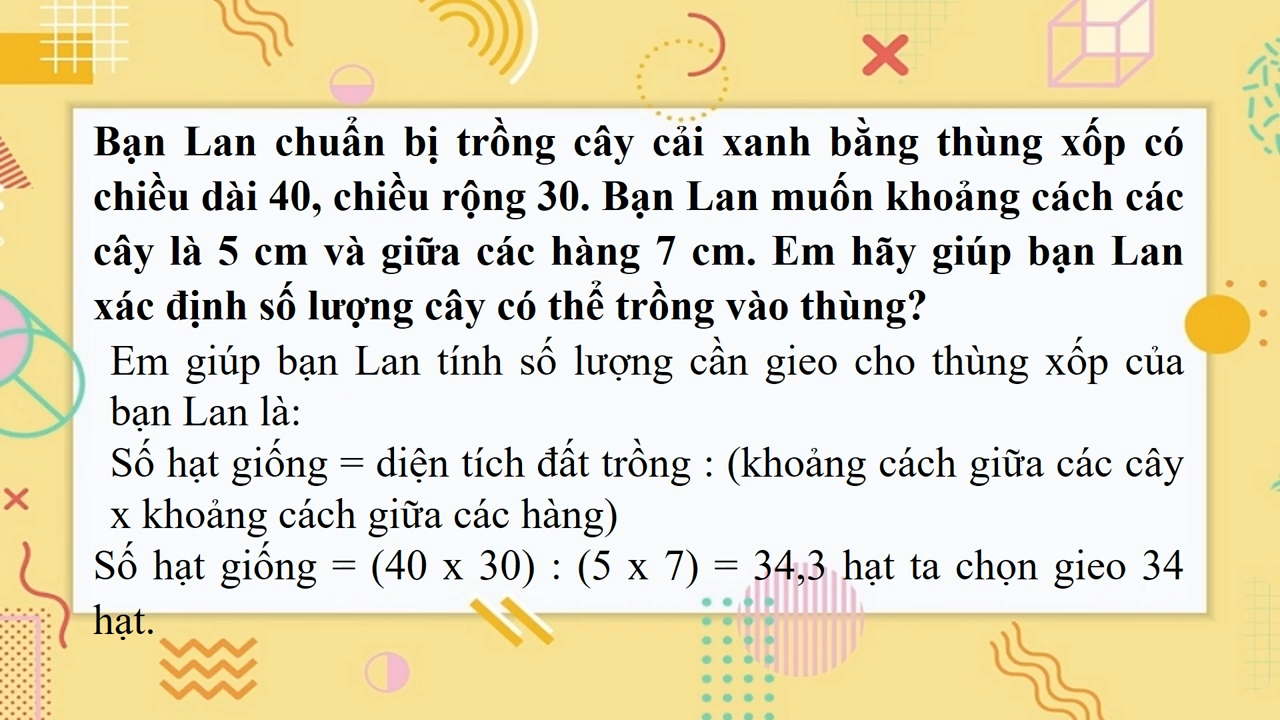 Bạn Lan chuẩn bị trồng cây cải xanh bằng thùng xốp có
chiều dài 40, chiều rộng 30. Bạn Lan muốn khoảng cách các
cây là 5 cm và giữa các hàng 7 cm. Em hãy giúp bạn Lan
xác định số lượng cây có thể trồng vào thùng?
Em giúp bạn Lan tính số lượng cần gieo cho thùng xốp của
bạn Lan là:
Số hạt giống = diện tích đất trồng : (khoảng cách giữa các cây
x khoảng cách giữa các hàng)
Số hạt giống = (40 x 30) : (5 x 7) = 34,3 hạt ta chọn gieo 34
hạt.